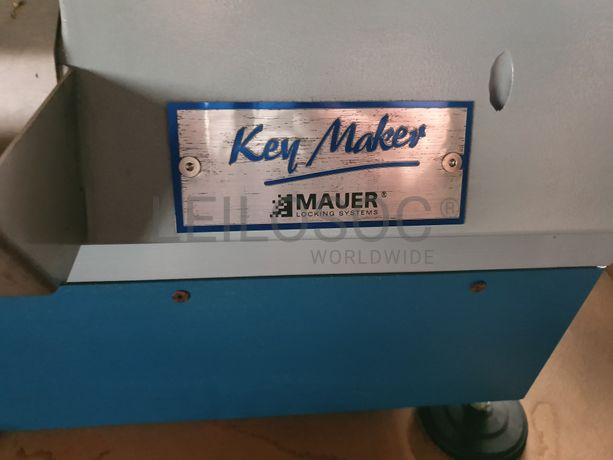 Key Maker
MAUER®
LOCKING SYSTEMS
LEILOSOC®
WORLDWIDE